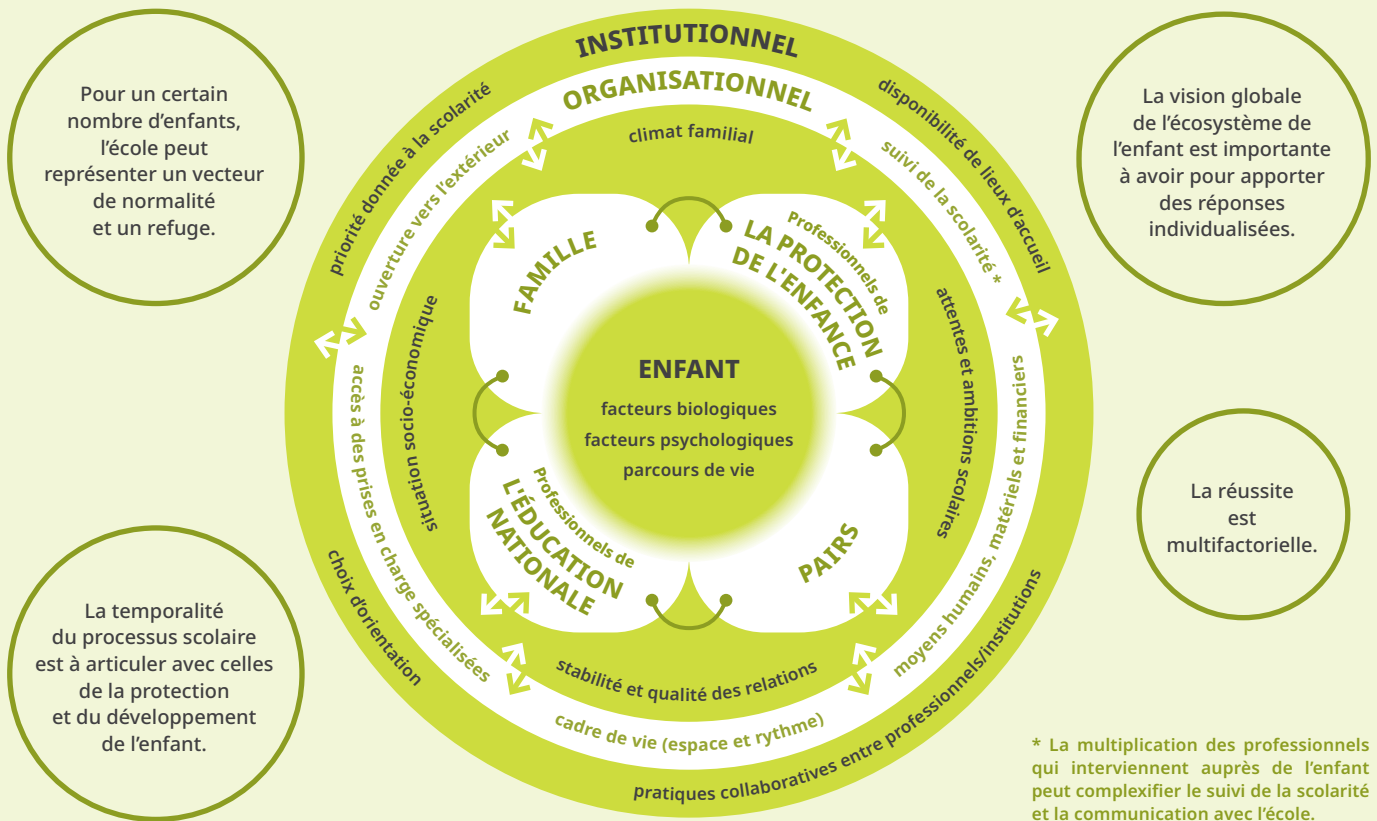 Pour un certain
nombre d’enfants,
l’école peut
représenter un vecteur
de normalité
et un refuge.
La temporalité
du processus scolaire
est à articuler avec celles
de la protection
et du développement
de l’enfant.
INSTITUTIONNEL
priorité donnée à la scolarité
disponibilité de lieux d’accueil
choix d’orientation
pratiques collaboratives entre professionnels/institutions
ORGANISATIONNEL
ouverture vers l’extérieur
suivi de la scolarité *
accès à des prises en charge spécialisées
moyens humains, matériels et financiers
cadre de vie (espace et rythme)
climat familial
situation socio-économique
attentes et ambitions scolaires
stabilité et qualité des relations
FAMILLE
Professionnels de
LA PROTECTION
DE L'ENFANCE
ENFANT
facteurs biologiques
facteurs psychologiques
parcours de vie
Professionnels de
L'ÉDUCATION
NATIONALE
PAIRS
La vision globale
de l’écosystème de
l’enfant est importante
à avoir pour apporter
des réponses
individualisées.
La réussite
est
multifactorielle.
* La multiplication des professionnels
qui interviennent auprès de l’enfant
peut complexifier le suivi de la scolarité
et la communication avec l’école.